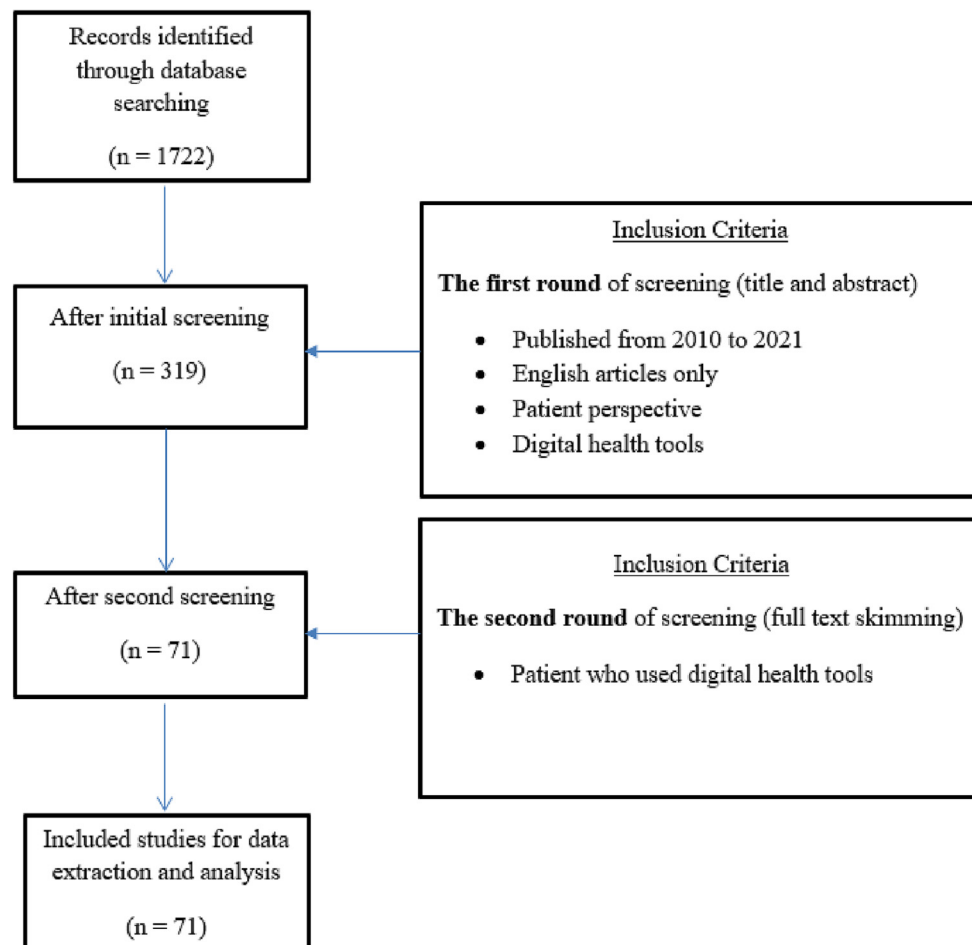 Records identified
through database
searching
(n = 1722)
After initial screening
(n = 319)
Inclusion Criteria
The first round of screening (title and abstract)
• Published from 2010 to 2021
• English articles only
• Patient perspective
• Digital health tools
After second screening
(n = 71)
Inclusion Criteria
The second round of screening (full text skimming)
• Patient who used digital health tools
Included studies for data
extraction and analysis
(n = 71)